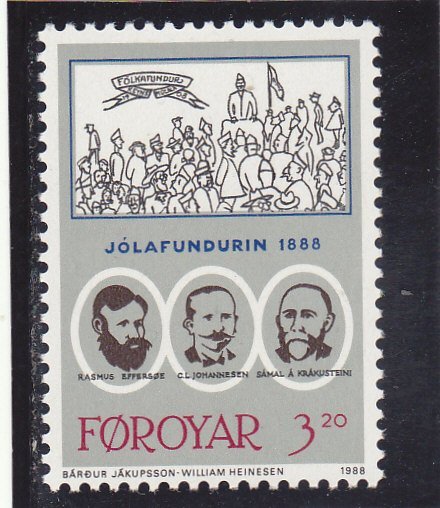 FÓLKAFUNDUR
JÓLAFUNDURIN 1888
RASMUS EFFERSØE
C.L. JOHANNESEN
SÁMAL Á KRÁKUSTEINI
FØROYAR 3 20
BÁRÐUR JÁKUPSSON - WILLIAM HEINESEN
1988